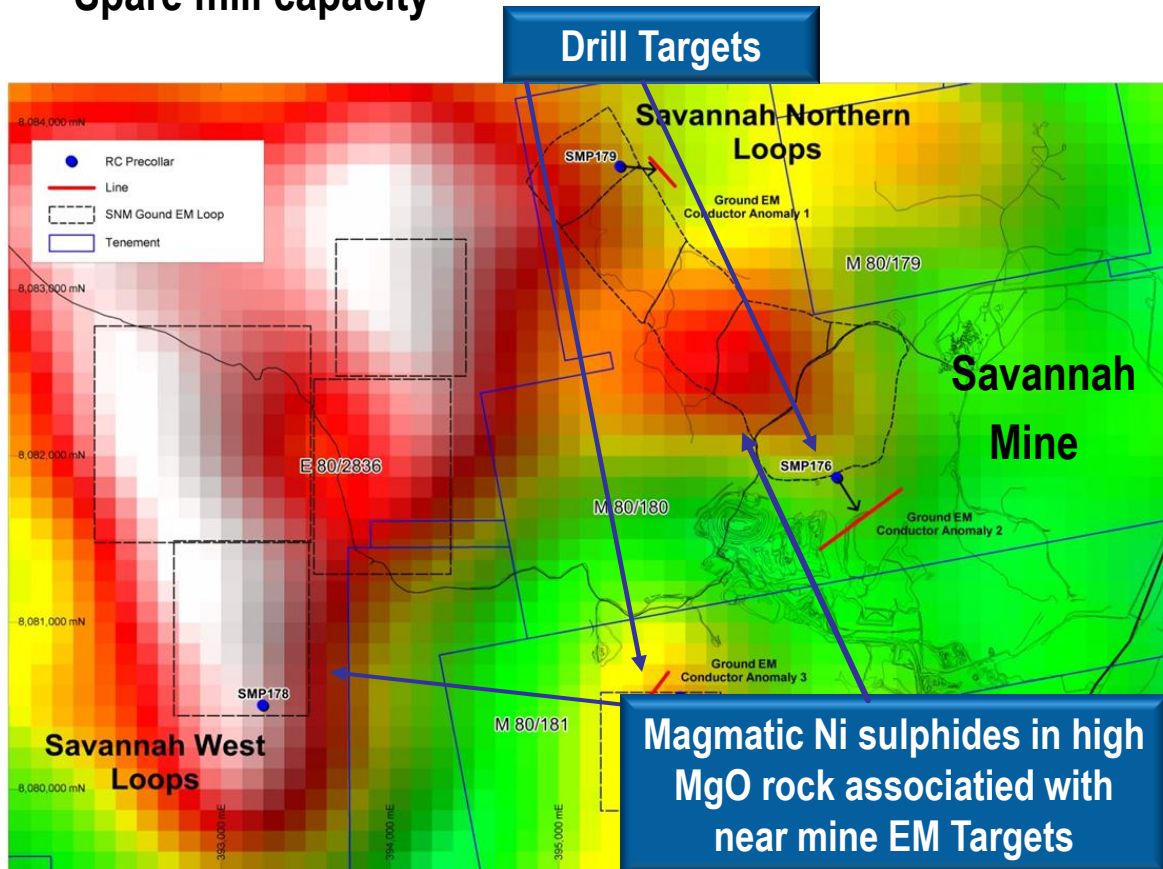 Spare mill capacity
Drill Targets
8,084,000 mN
RC Precollar
Line
SNM Gound EM Loop
Tenement
Savannah Northern
Loops
SMP179
Ground EM
Conductor Anomaly 1
M 80/179
8,083,000 mN
Savannah
Mine
8,082,000 mN
E 80/2836
SMP176
M 80/180
Ground EM
Conductor Anomaly 2
8,081,000 mN
Ground EM
Conductor Anomaly 3
SMP178
M 80/181
Savannah West
Loops
8,080,000 mN
393,000 mE
394,000 mE
395,000 mE
Magmatic Ni sulphides in high
MgO rock associatied with
near mine EM Targets